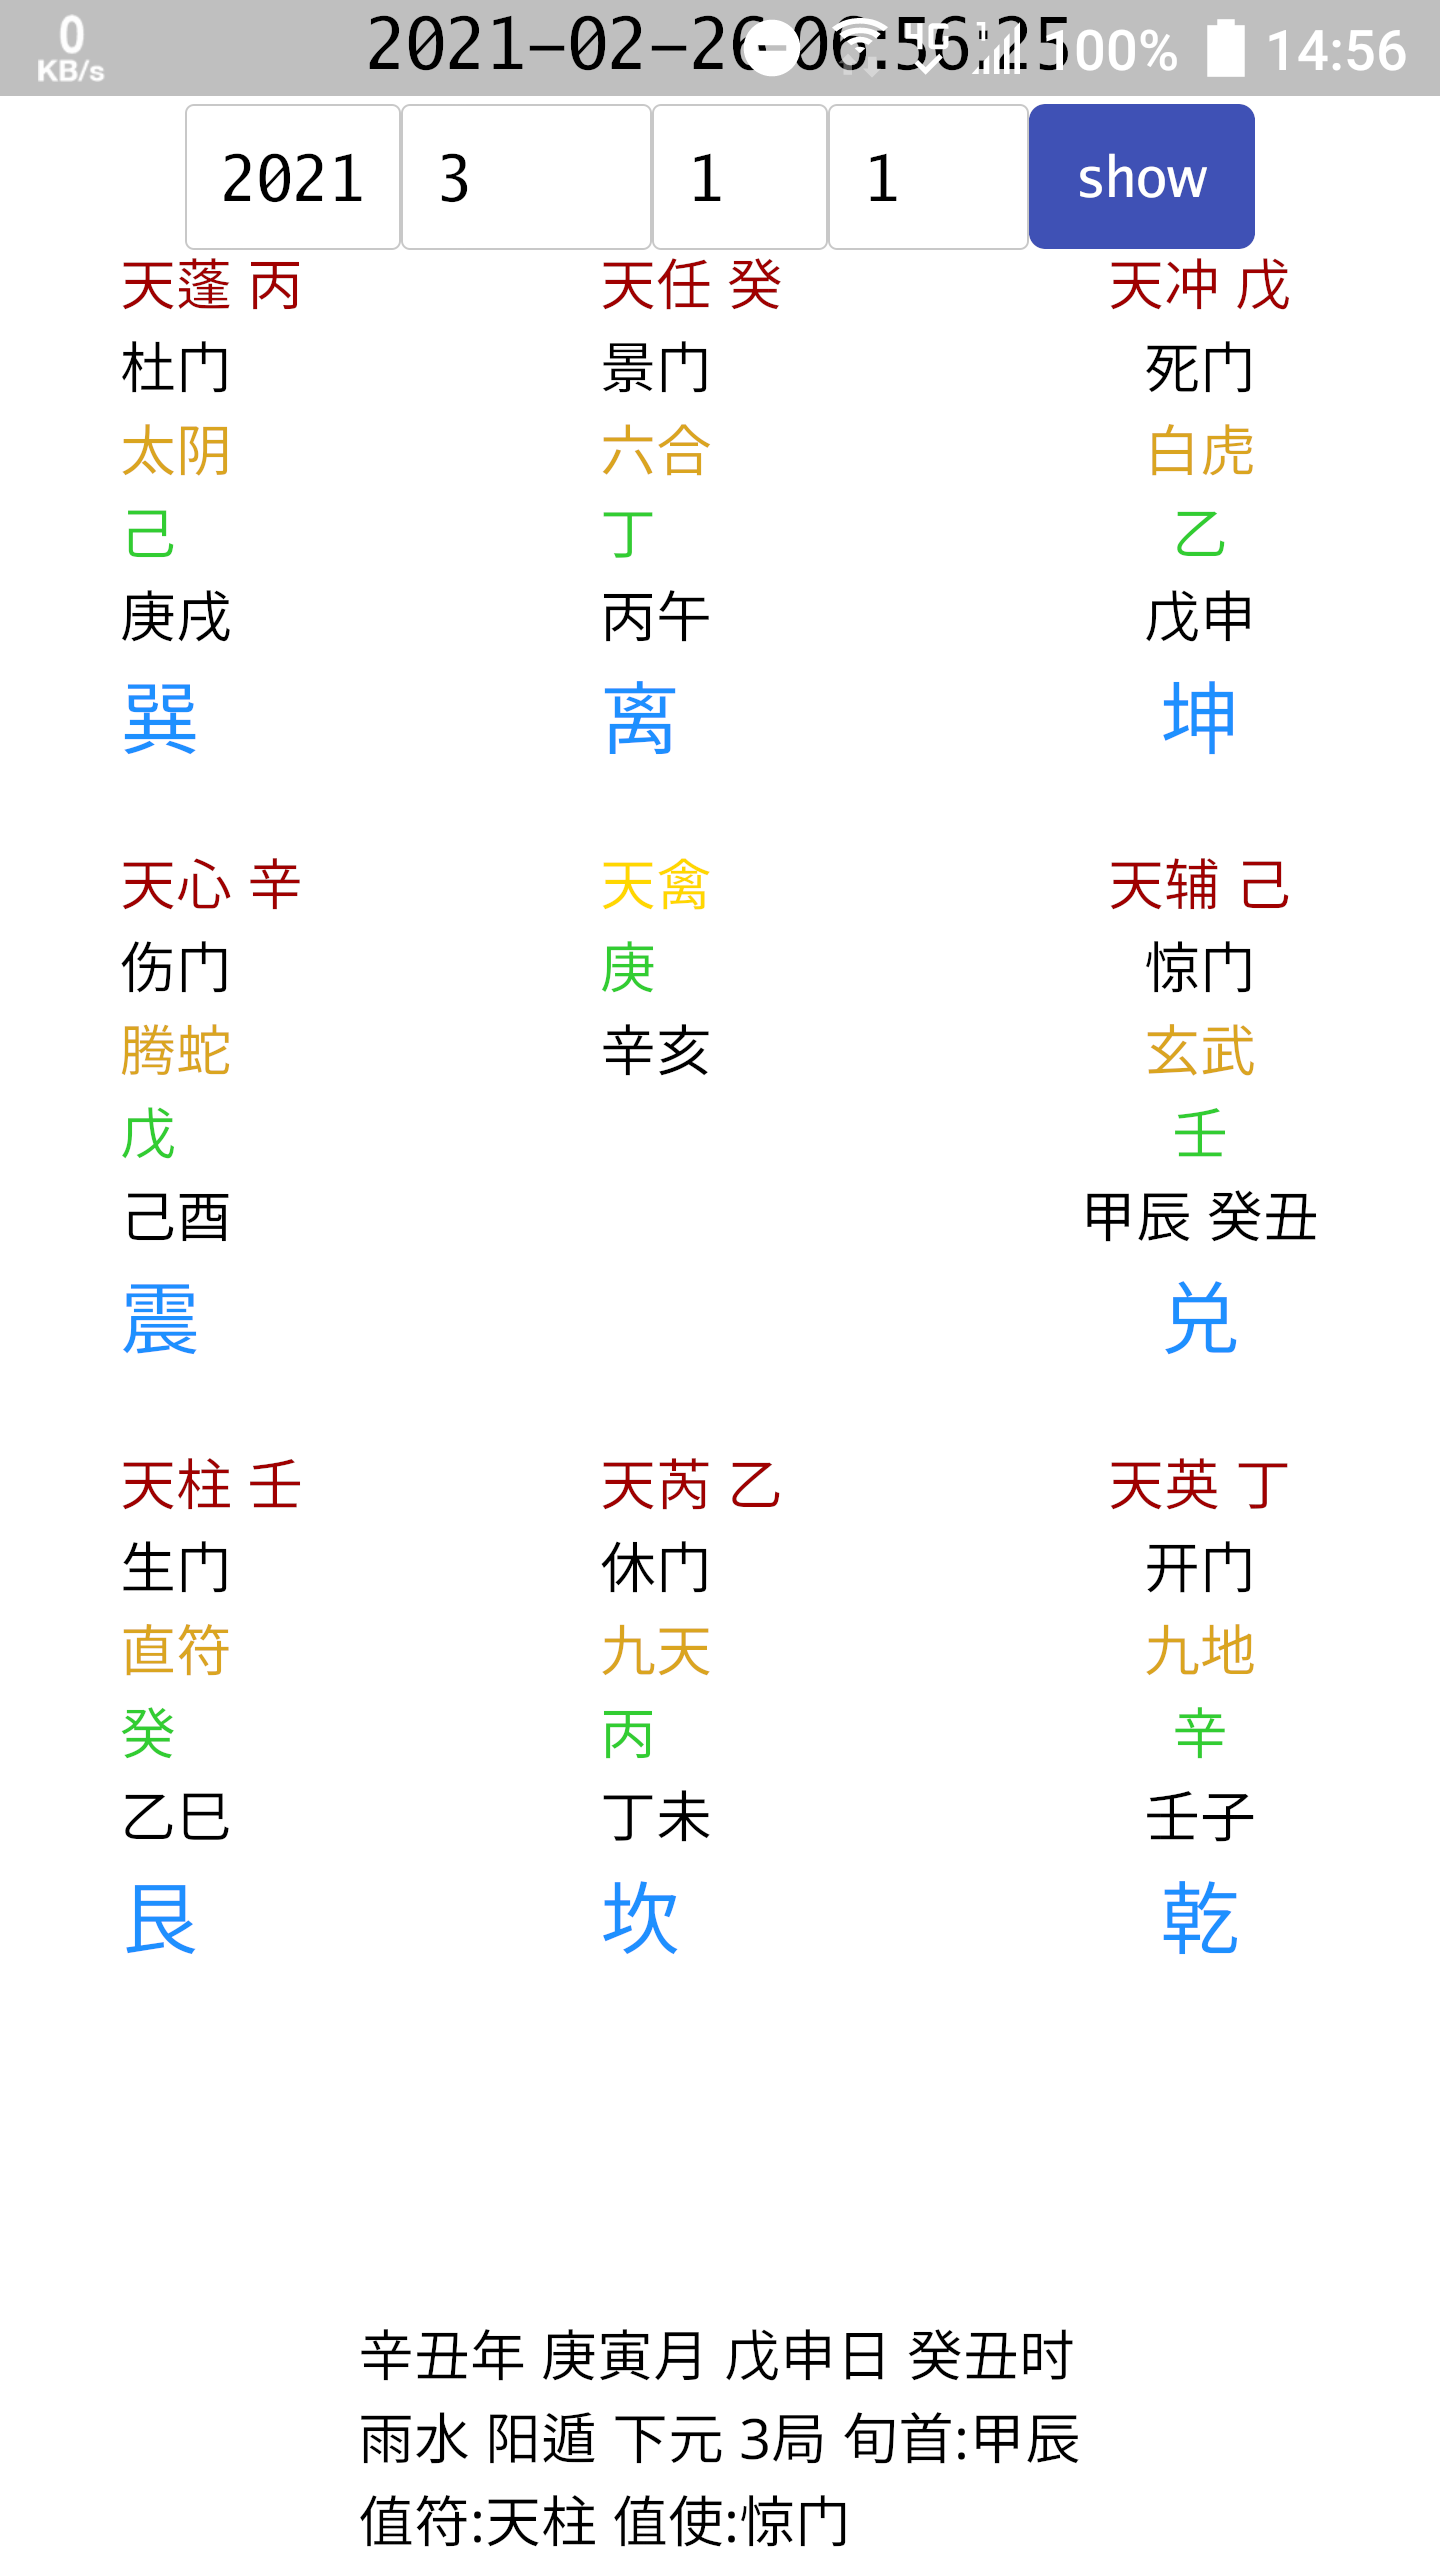 0
KB/s
2021-02-26 06:56:25
100% 14:56
2021 3 1 1 show
天蓬 丙 天任 癸 天冲 戊
杜门 景门 死门
太阴 六合 白虎
己 丁 乙
庚戌 丙午 戊申
巽 离 坤
天心 辛 天禽 天辅 己
伤门 庚 惊门
腾蛇 辛亥 玄武
戊 壬
己酉 甲辰 癸丑
震 兑
天柱 壬 天芮 乙 天英 丁
生门 休门 开门
直符 九天 九地
癸 丙 辛
乙巳 丁未 壬子
艮 坎 乾
辛丑年 庚寅月 戊申日 癸丑时
雨水 阳遁 下元 3局 旬首:甲辰
值符:天柱 值使:惊门